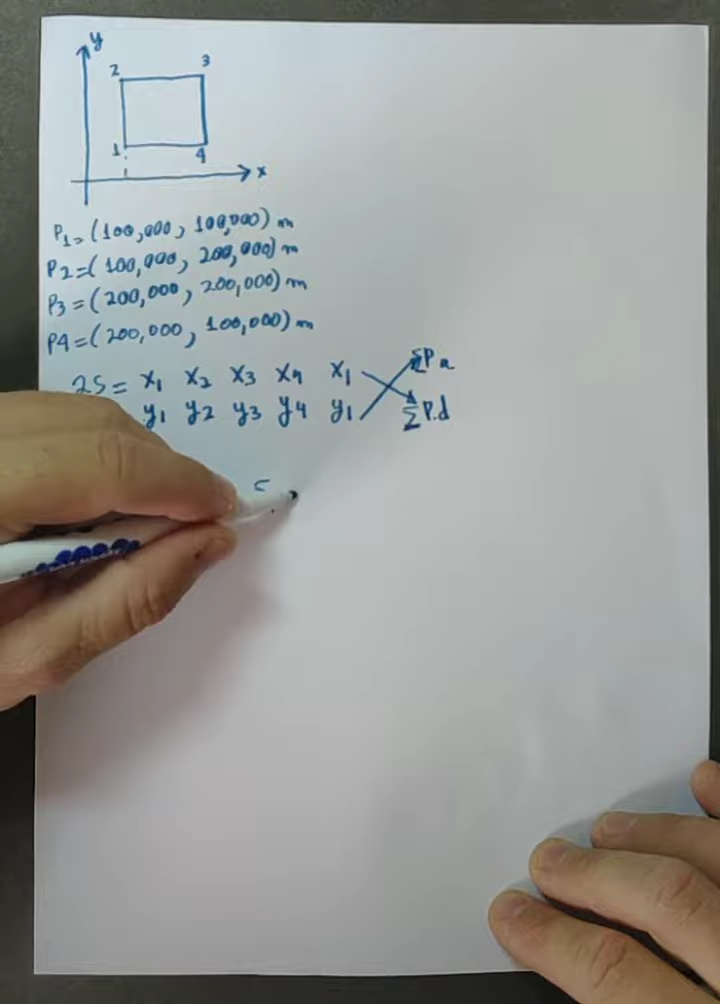 y
2 3
1 4
x
P1=(100,000, 100,000) m
P2=(100,000, 200,000) m
P3=(200,000, 200,000) m
P4=(200,000, 100,000) m
2S= x1 x2 x3 x4 x1 ΣPa
y1 y2 y3 y4 y1 ΣP.d